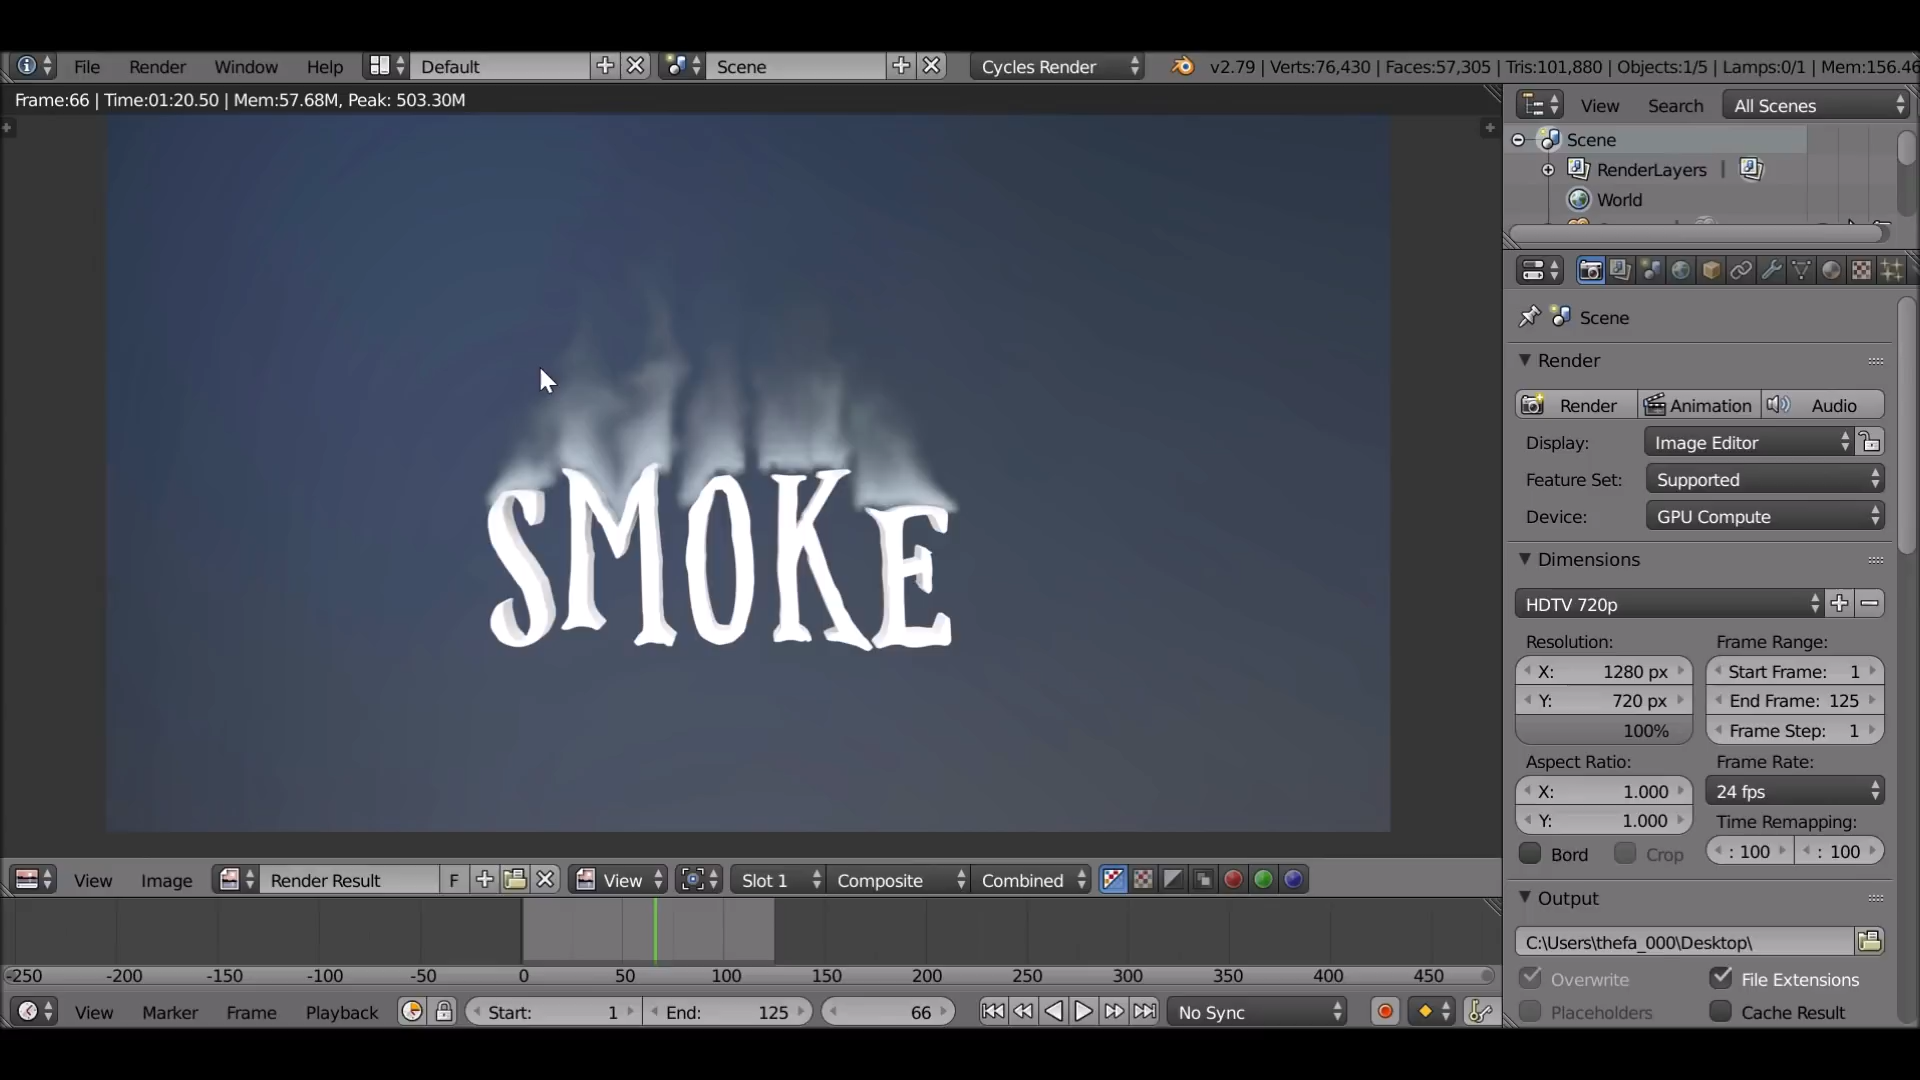 File Render Window Help Default Scene Cycles Render v2.79 | Verts:76,430 | Faces:57,305 | Tris:101,880 | Objects:1/5 | Lamps:0/1 | Mem:156.46
Frame:66 | Time:01:20.50 | Mem:57.68M, Peak: 503.30M
View Search All Scenes
Scene
RenderLayers
World
Scene
Render
Render Animation Audio
Display: Image Editor
Feature Set: Supported
Device: GPU Compute
Dimensions
HDTV 720p
Resolution: Frame Range:
X: 1280 px Start Frame: 1
Y: 720 px End Frame: 125
100% Frame Step: 1
Aspect Ratio: Frame Rate:
X: 1.000 24 fps
Y: 1.000 Time Remapping:
Bord Crop : 100 : 100
Output
C:\Users\thefa_000\Desktop\
Overwrite File Extensions
Placeholders Cache Result
SMOKE
View Image Render Result F View Slot 1 Composite Combined
-250 -200 -150 -100 -50 0 50 100 150 200 250 300 350 400 450
View Marker Frame Playback Start: 1 End: 125 66 No Sync